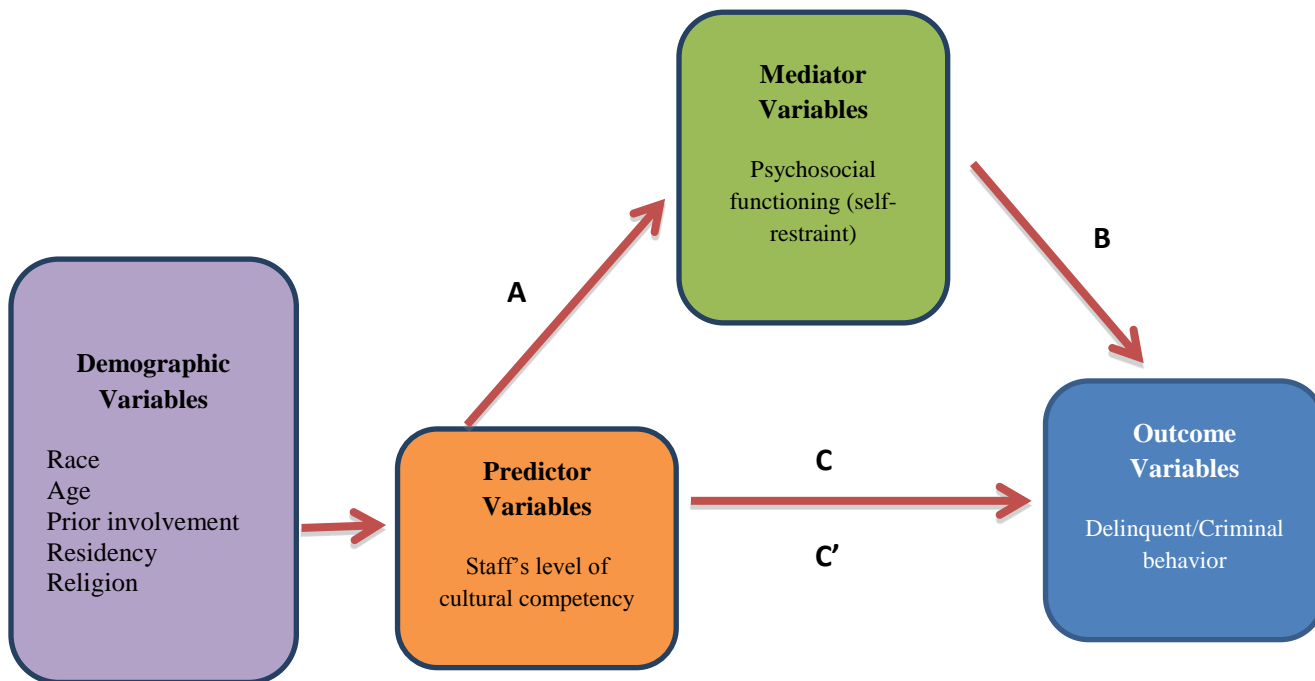 Demographic
Variables
Race
Age
Prior involvement
Residency
Religion
A
Predictor
Variables
Staff’s level of
cultural competency
Mediator
Variables
Psychosocial
functioning (self-
restraint)
B
C
C’
Outcome
Variables
Delinquent/Criminal
behavior